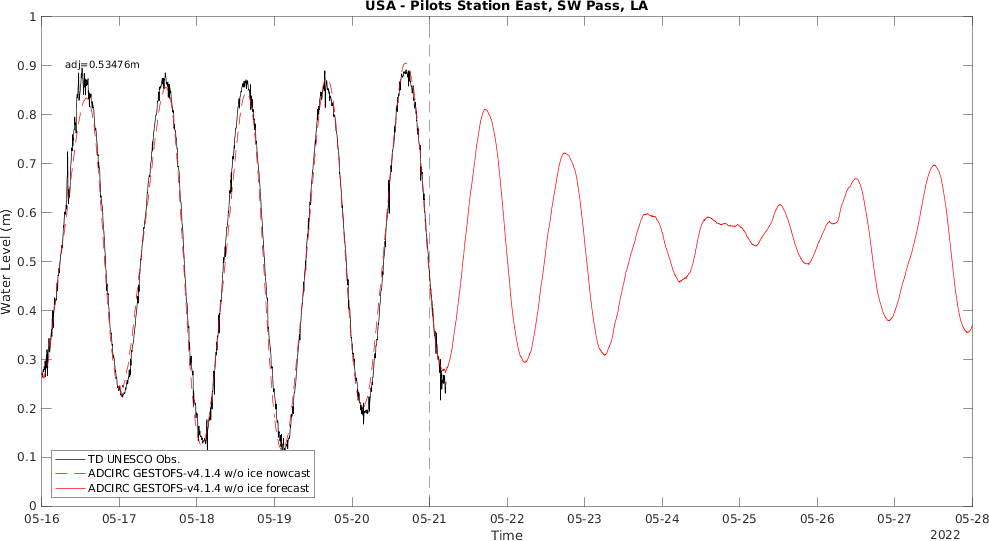 USA - Pilots Station East, SW Pass, LA
adj=0.53476m
1
0.9
0.8
0.7
0.6
0.5
0.4
0.3
0.2
0.1
0
Water Level (m)
TD UNESCO Obs.
ADCIRC GESTOFS-v4.1.4 w/o ice nowcast
ADCIRC GESTOFS-v4.1.4 w/o ice forecast
05-16 05-17 05-18 05-19 05-20 05-21 05-22 05-23 05-24 05-25 05-26 05-27 05-28
Time
2022